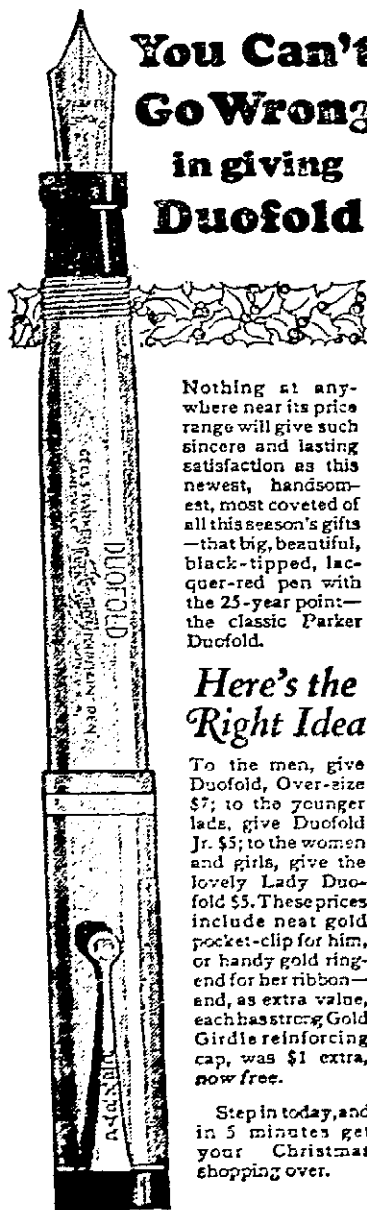 You Can't
Go Wrong
in giving
Duofold
Nothing at any-
where near its price
range will give such
sincere and lasting
satisfaction as this
newest, handsom-
est, most coveted of
all this season's gifts
—that big, beautiful,
black-tipped, lac-
quer-red pen with
the 25-year point—
the classic Parker
Duofold.
Here's the
Right Idea
To the men, give
Duofold, Over-size
$7; to the younger
lads, give Duofold
Jr. $5; to the women
and girls, give the
lovely Lady Duo-
fold $5. These prices
include neat gold
pocket-clip for him,
or handy gold ring-
end for her ribbon—
and, as extra value,
each has strong Gold
Girdle reinforcing
cap, was $1 extra,
now free.
Step in today, and
in 5 minutes get
your Christmas
shopping over.
DUOFOLD
PARKER